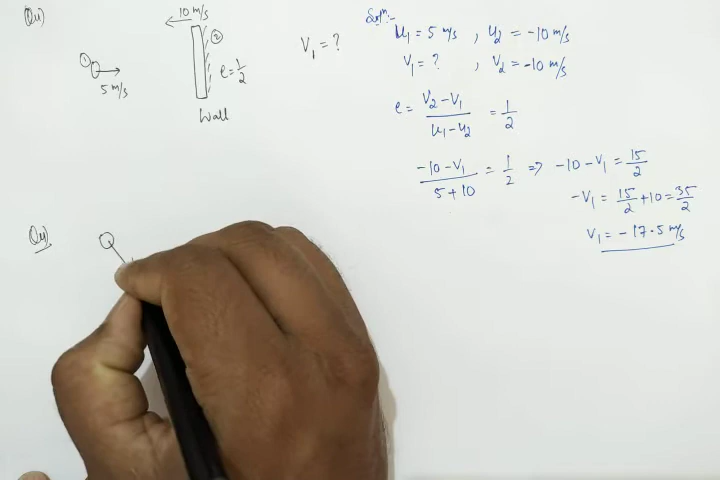 Qu)
10 m/s
②
①
5 m/s
e = 1/2
Wall
V₁ = ?
Solⁿ:-
u₁ = 5 m/s , u₂ = -10 m/s
V₁ = ? , V₂ = -10 m/s
e = (V₂ - V₁)/(u₁ - u₂) = 1/2
(-10 - V₁)/(5 + 10) = 1/2 ⇒ -10 - V₁ = 15/2
-V₁ = 15/2 + 10 = 35/2
V₁ = -17.5 m/s